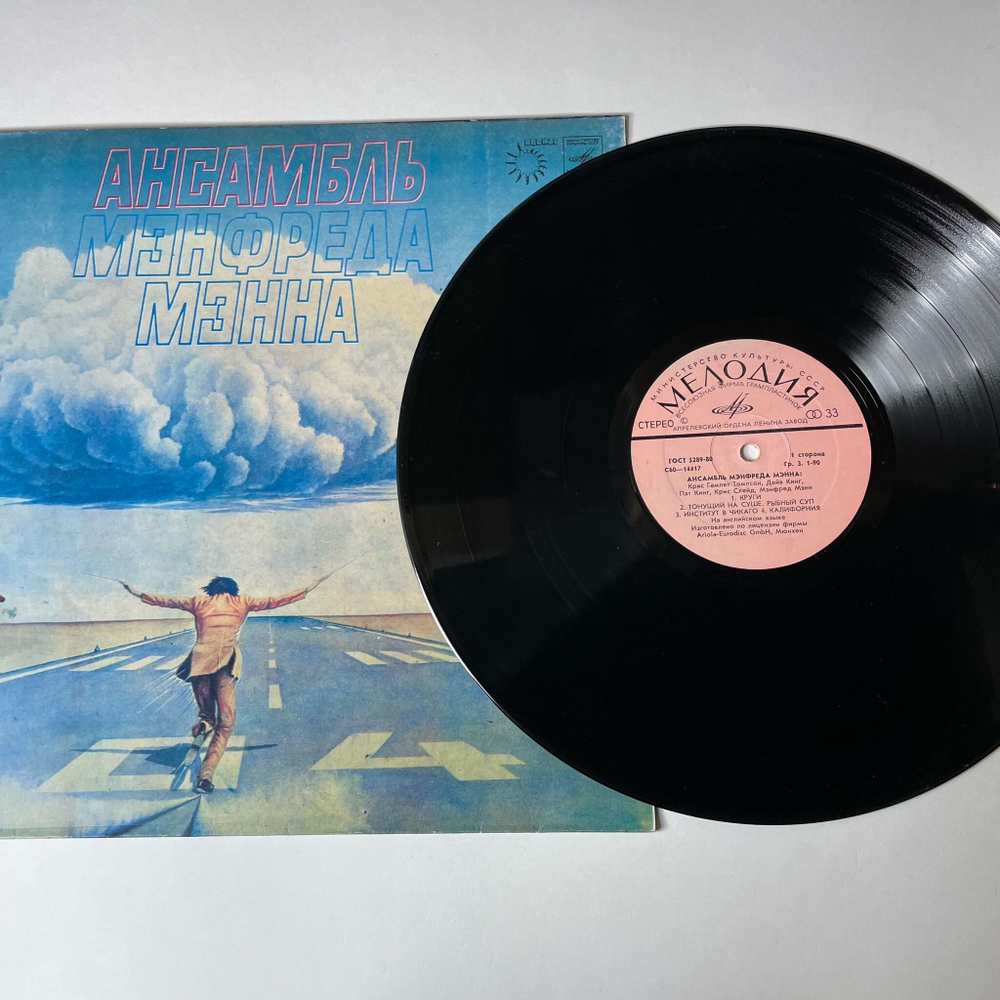 АНСАМБЛЬ
МЭНФРЕДА
МЭННА
BRONZE
МИНИСТЕРСТВО КУЛЬТУРЫ СССР
МЕЛОДИЯ
ВСЕСОЮЗНАЯ ФИРМА ГРАМПЛАСТИНОК
СТЕРЕО
33
АПРЕЛЕВСКИЙ ОРДЕНА ЛЕНИНА ЗАВОД
ГОСТ 5289-80
1 сторона
С60—14417
Гр. 3. 1-90
АНСАМБЛЬ МЭНФРЕДА МЭННА:
Крис Гамлет Томпсон, Дейв Кинг,
Пэт Кинг, Крис Слейд, Мэнфред Мэнн
1. КРУГИ
2. ТОНУЩИЙ НА СУШЕ. РЫБНЫЙ СУП
3. ИНСТИТУТ В ЧИКАГО 4. КАЛИФОРНИЯ
На английском языке
Изготовлено по лицензии фирмы
Ariola-Eurodisc GmbH, Мюнхен
04